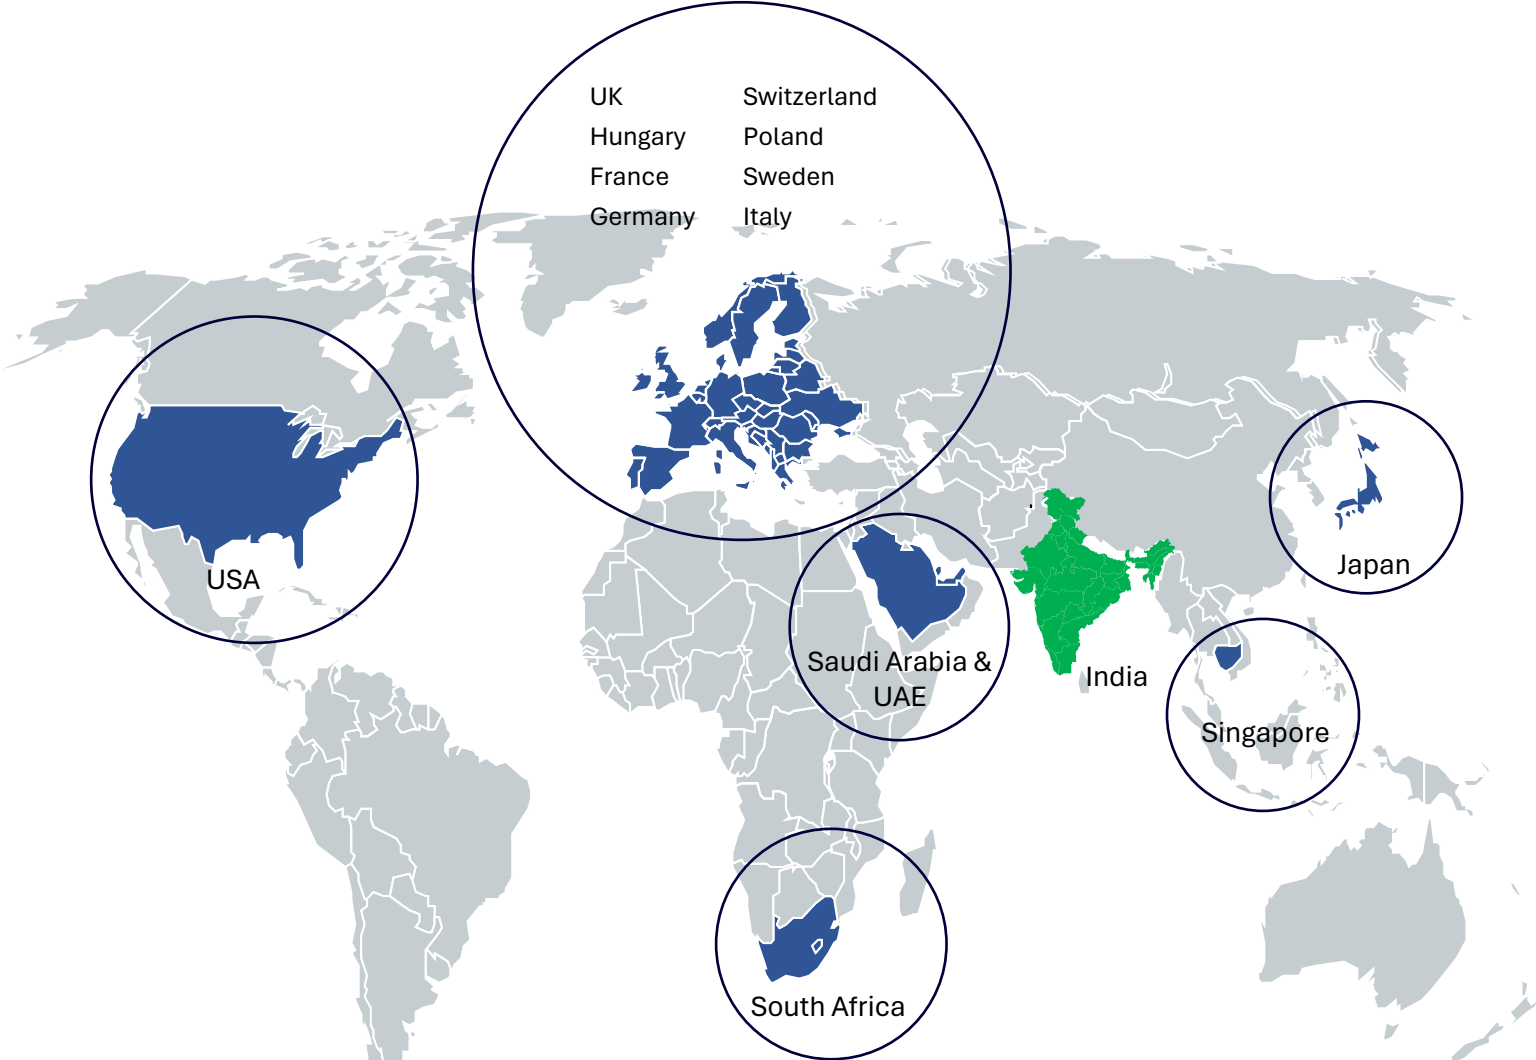 UK
Hungary
France
Germany
Switzerland
Poland
Sweden
Italy
USA
Saudi Arabia &
UAE
India
Japan
Singapore
South Africa